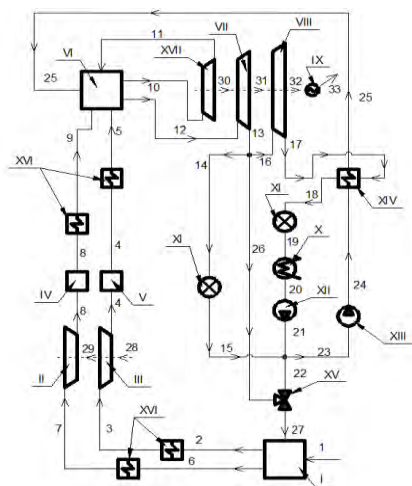 11 XVII VII VIII
VI IX
30 31 32 33
25 10 25
12 13 17
9 5 14 16
XVI 18 XIV
XI
19
8 4 XI 26 X
20 24
IV V XII
8 4 21 XIII
29 28
II III 15 23
22
XV
7 3 XVI 2 27
6 1
I